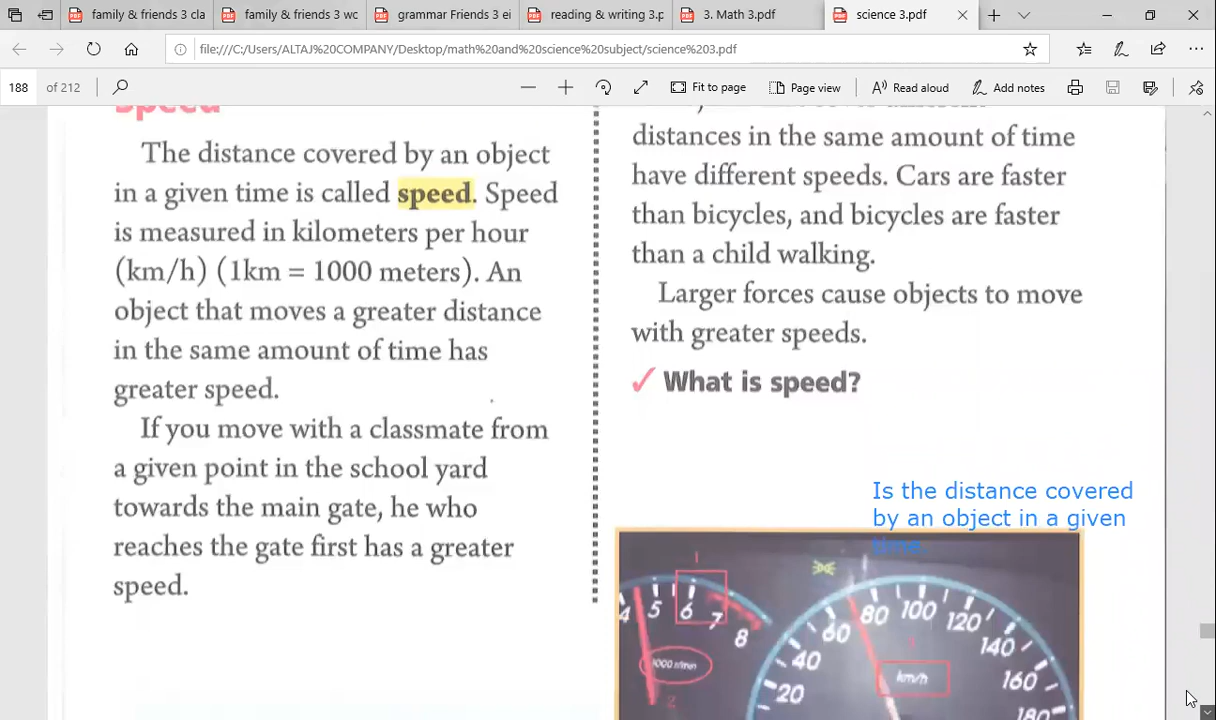 family & friends 3 cla
family & friends 3 wc
grammar Friends 3 ei
reading & writing 3.p
3. Math 3.pdf
science 3.pdf
file:///C:/Users/ALTAJ%20COMPANY/Desktop/math%20and%20science%20subject/science%203.pdf
188 of 212
Fit to page
Page view
Read aloud
Add notes
Speed
The distance covered by an object
in a given time is called speed. Speed
is measured in kilometers per hour
(km/h) (1km = 1000 meters). An
object that moves a greater distance
in the same amount of time has
greater speed.
If you move with a classmate from
a given point in the school yard
towards the main gate, he who
reaches the gate first has a greater
speed.
distances in the same amount of time
have different speeds. Cars are faster
than bicycles, and bicycles are faster
than a child walking.
Larger forces cause objects to move
with greater speeds.
✓ What is speed?
Is the distance covered
by an object in a given
time.
1
4 5 6 7 8
2
20 40 60 80 100 120 140 160 180
km/h